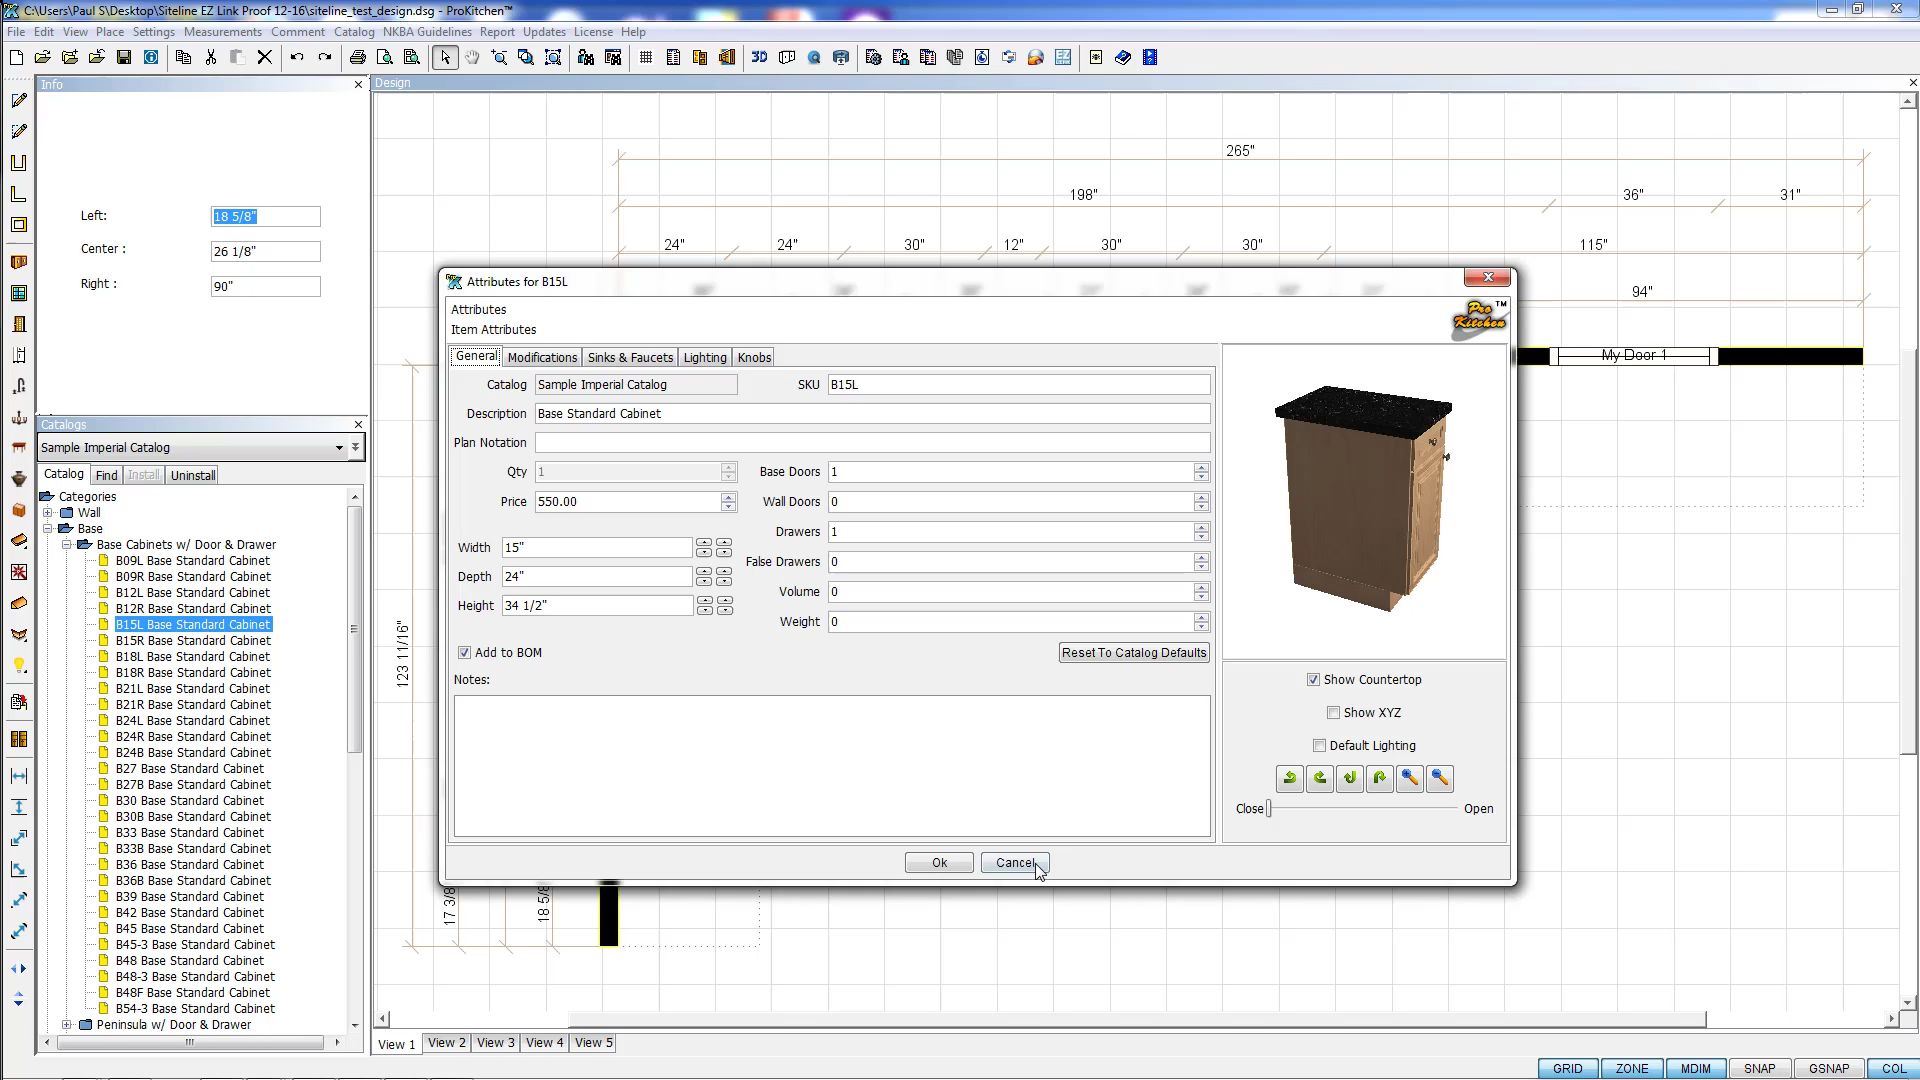 C:\Users\Paul S\Desktop\Siteline EZ Link Proof 12-16\siteline_test_design.dsg - ProKitchen™
File Edit View Place Settings Measurements Comment Catalog NKBA Guidelines Report Updates License Help
3D
Info
Left: 18 5/8"
Center : 26 1/8"
Right : 90"
Catalogs
Sample Imperial Catalog
Catalog Find Install Uninstall
Categories
Wall
Base
Base Cabinets w/ Door & Drawer
B09L Base Standard Cabinet
B09R Base Standard Cabinet
B12L Base Standard Cabinet
B12R Base Standard Cabinet
B15L Base Standard Cabinet
B15R Base Standard Cabinet
B18L Base Standard Cabinet
B18R Base Standard Cabinet
B21L Base Standard Cabinet
B21R Base Standard Cabinet
B24L Base Standard Cabinet
B24R Base Standard Cabinet
B24B Base Standard Cabinet
B27 Base Standard Cabinet
B27B Base Standard Cabinet
B30 Base Standard Cabinet
B30B Base Standard Cabinet
B33 Base Standard Cabinet
B33B Base Standard Cabinet
B36 Base Standard Cabinet
B36B Base Standard Cabinet
B39 Base Standard Cabinet
B42 Base Standard Cabinet
B45 Base Standard Cabinet
B45-3 Base Standard Cabinet
B48 Base Standard Cabinet
B48-3 Base Standard Cabinet
B48F Base Standard Cabinet
B54-3 Base Standard Cabinet
Peninsula w/ Door & Drawer
Design
265"
198" 36" 31"
24" 24" 30" 12" 30" 30" 115"
94"
My Door 1
123 11/16"
17 3/8 18 5/8
Attributes for B15L
Attributes
Item Attributes
Pro Kitchen™
General Modifications Sinks & Faucets Lighting Knobs
Catalog Sample Imperial Catalog SKU B15L
Description Base Standard Cabinet
Plan Notation
Qty 1 Base Doors 1
Price 550.00 Wall Doors 0
Drawers 1
Width 15"
False Drawers 0
Depth 24"
Volume 0
Height 34 1/2"
Weight 0
Add to BOM Reset To Catalog Defaults
Notes:
Show Countertop
Show XYZ
Default Lighting
Close Open
Ok Cancel
View 1 View 2 View 3 View 4 View 5
GRID ZONE MDIM SNAP GSNAP COL